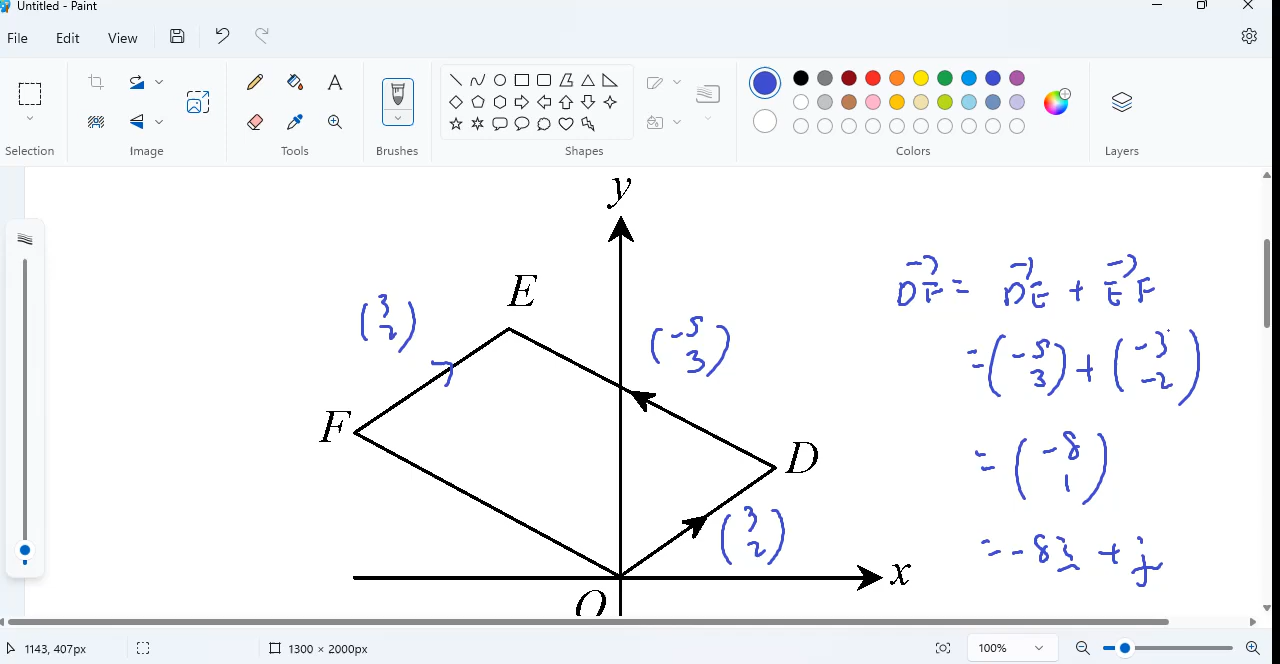 Untitled - Paint
File Edit View
Selection Image Tools Brushes Shapes Colors Layers
y
E
F
D
x
O
(3 2)
(-5 3)
(3 2)
DF = DE + EF
= (-5 3) + (-3 -2)
= (-8 1)
= -8i + j
1143, 407px
1300 × 2000px
100%